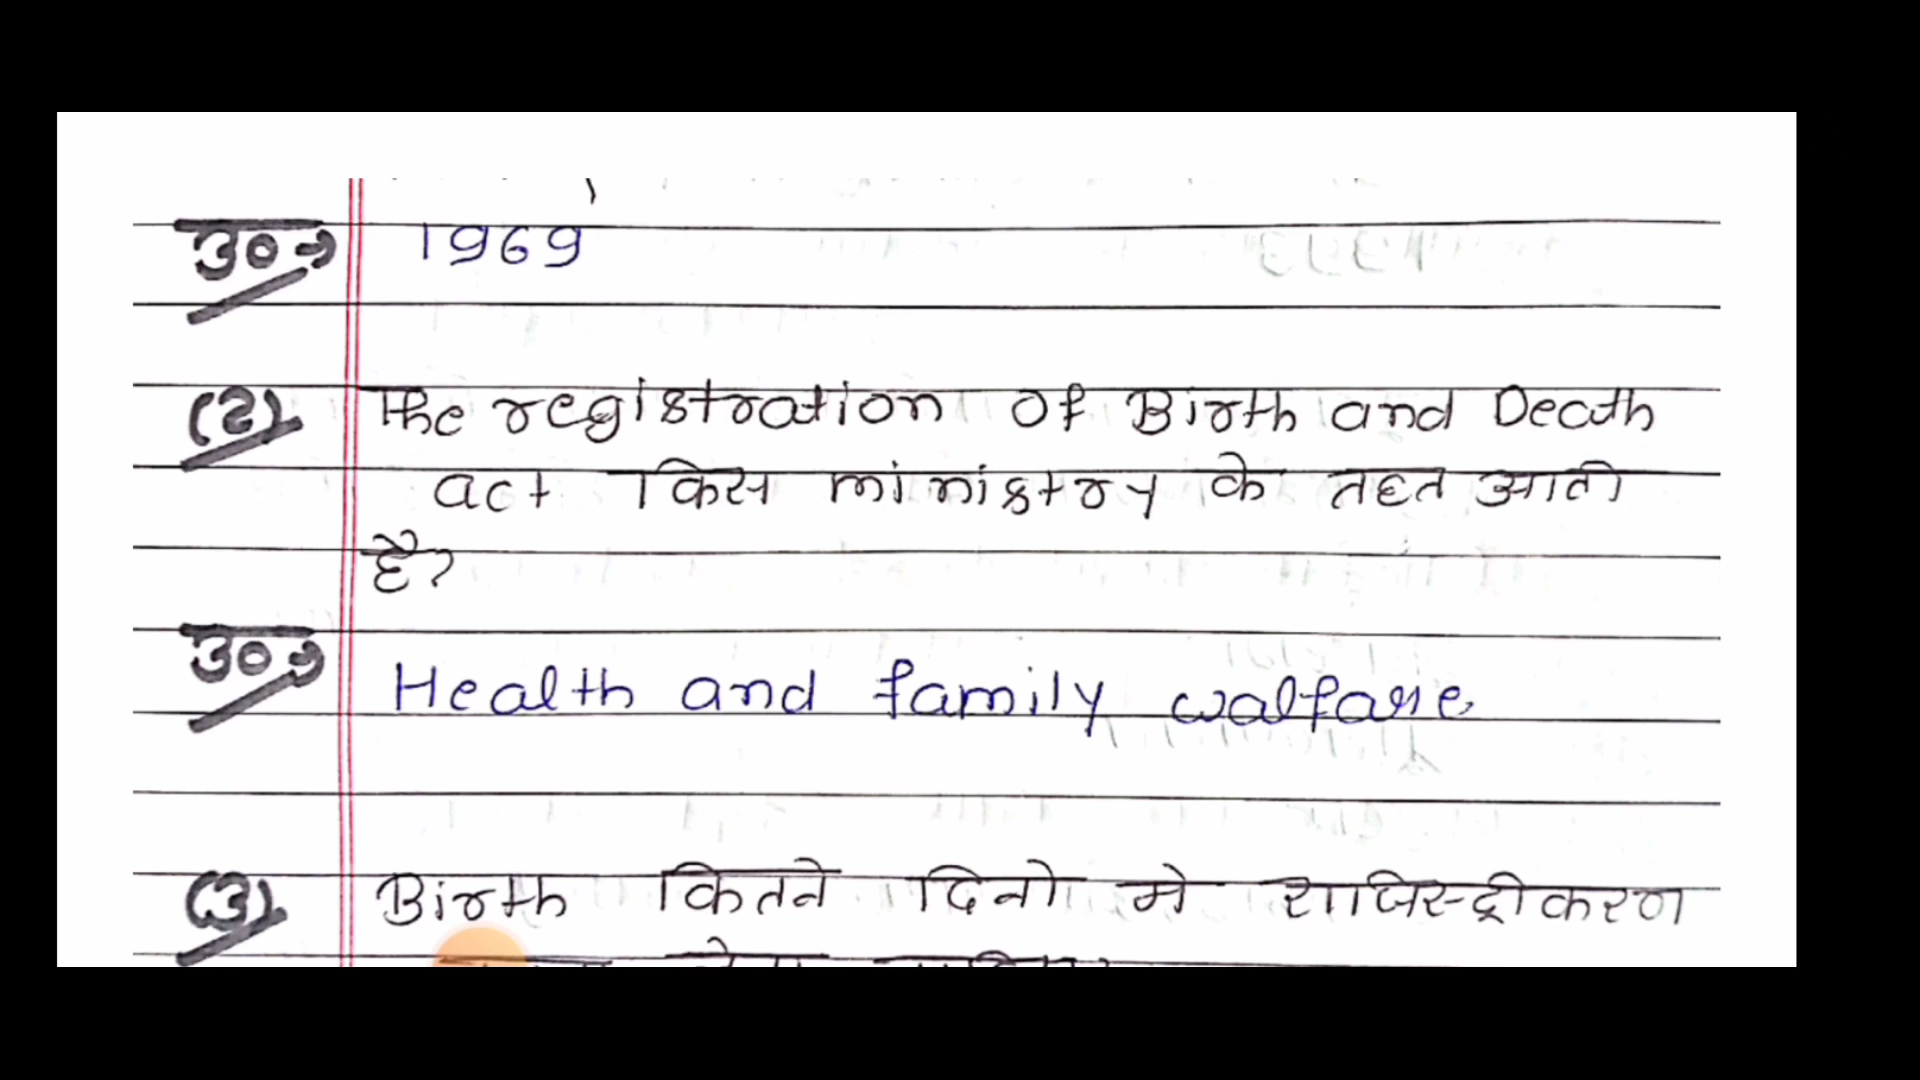 उ०→ 1969
(2) The registration of Birth and Death
act किस ministry के तहत आती
है?
उ०→ Health and family walfare.
(3) Birth कितने दिनो मे राजिस्ट्रीकरण